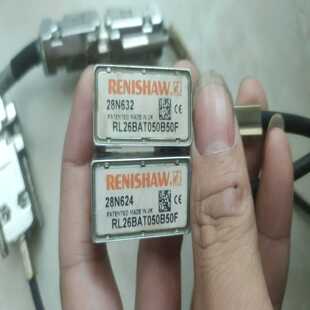 RENISHAW
28N632
PATENTED MADE IN UK
RL26BAT050B50F
RENISHAW
28N624
PATENTED MADE IN UK
RL26BAT050B50F